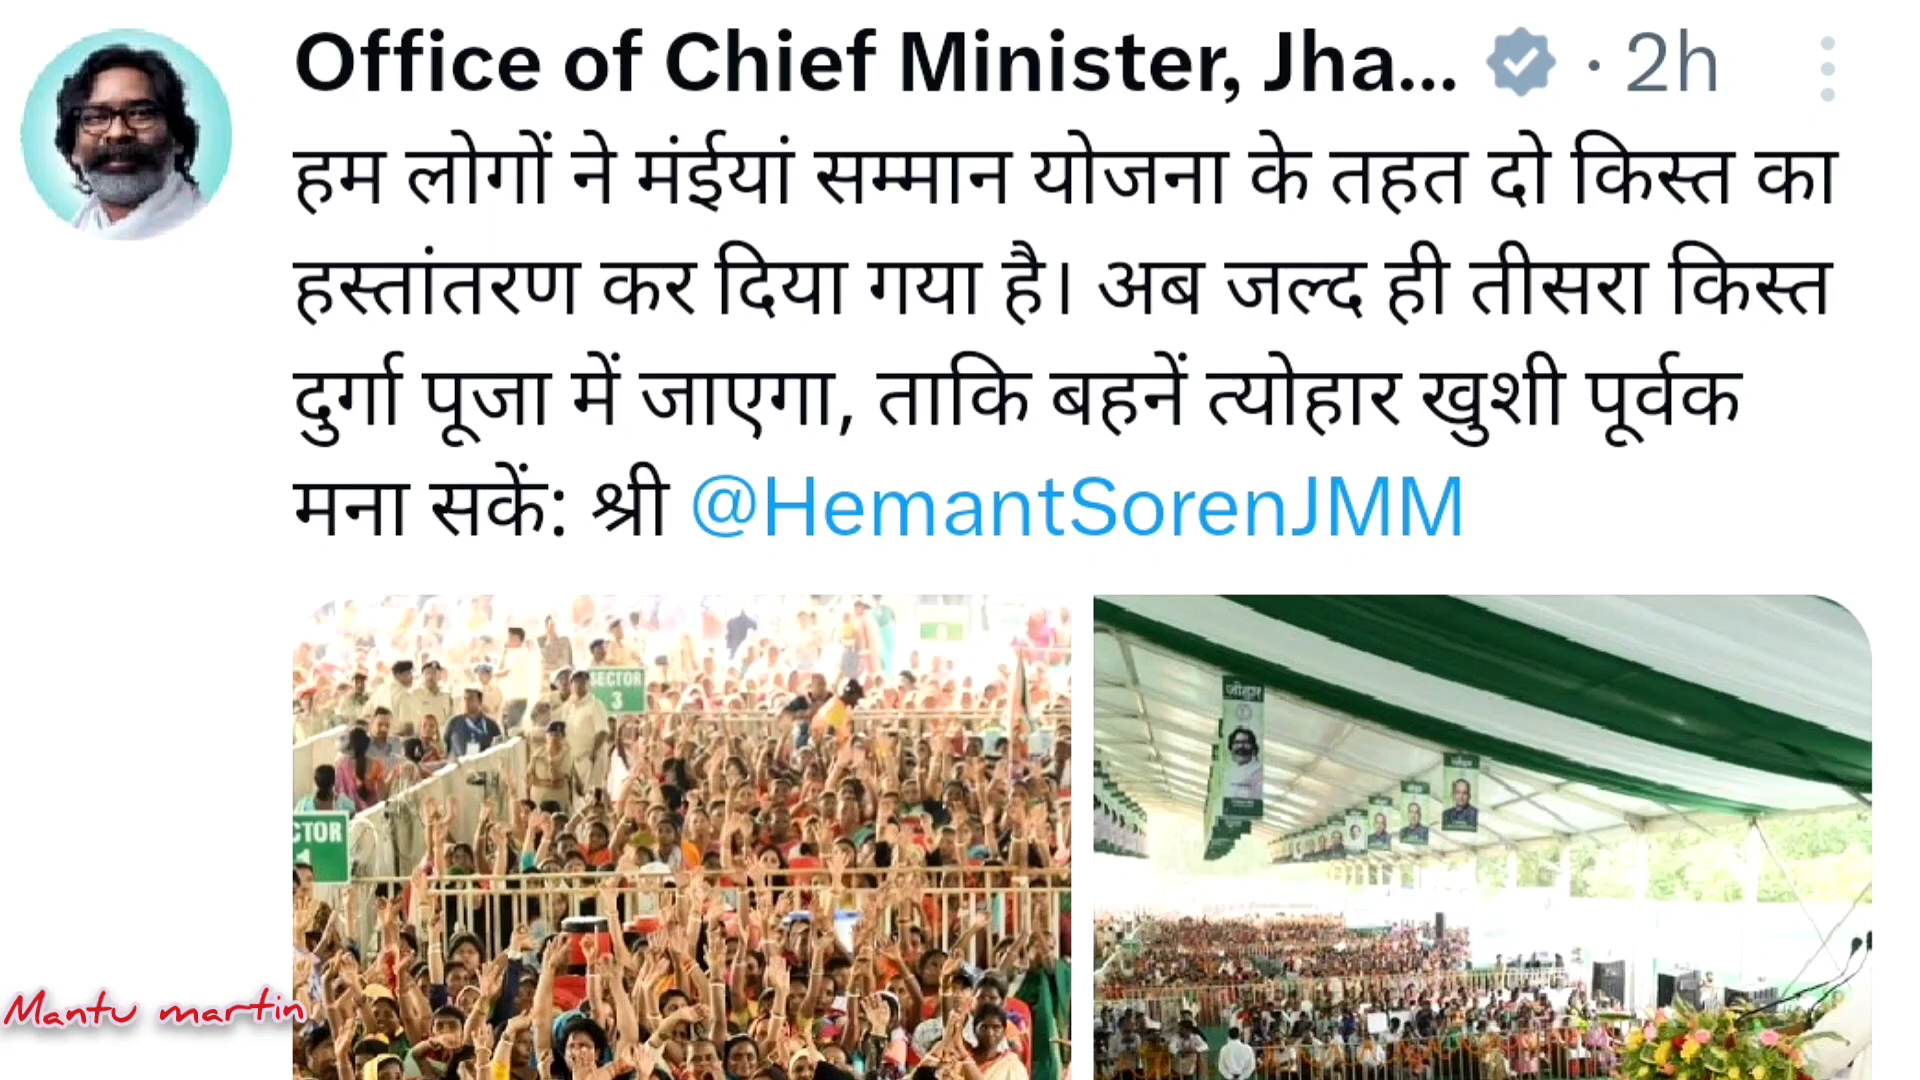 Office of Chief Minister, Jha... · 2h
हम लोगों ने मंईयां सम्मान योजना के तहत दो किस्त का
हस्तांतरण कर दिया गया है। अब जल्द ही तीसरा किस्त
दुर्गा पूजा में जाएगा, ताकि बहनें त्योहार खुशी पूर्वक
मना सकें: श्री @HemantSorenJMM
SECTOR
3
CTOR
1
जोहार
Mantu martin